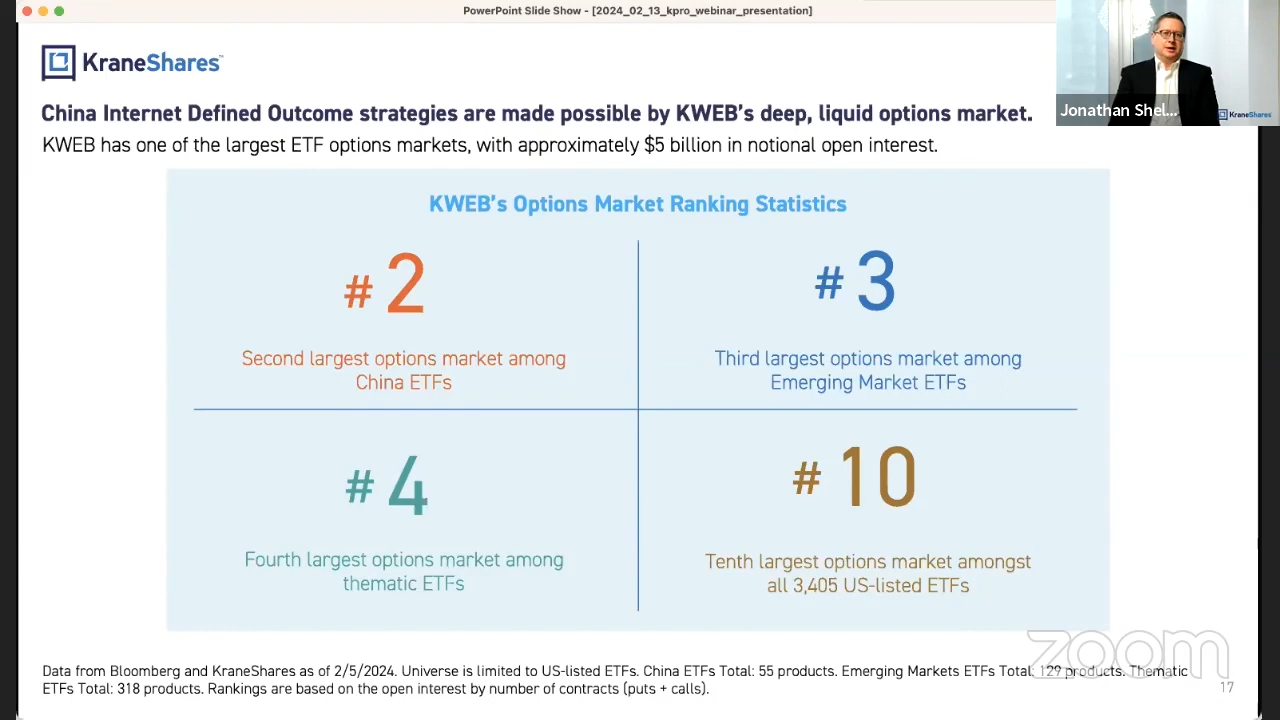 PowerPoint Slide Show - [2024_02_13_kpro_webinar_presentation]
KraneShares™
Jonathan Shel...
KraneShares
China Internet Defined Outcome strategies are made possible by KWEB's deep, liquid options market.
KWEB has one of the largest ETF options markets, with approximately $5 billion in notional open interest.
KWEB's Options Market Ranking Statistics
#2
Second largest options market among
China ETFs
#3
Third largest options market among
Emerging Market ETFs
#4
Fourth largest options market among
thematic ETFs
#10
Tenth largest options market amongst
all 3,405 US-listed ETFs
zoom
Data from Bloomberg and KraneShares as of 2/5/2024. Universe is limited to US-listed ETFs. China ETFs Total: 55 products. Emerging Markets ETFs Total: 129 products. Thematic
ETFs Total: 318 products. Rankings are based on the open interest by number of contracts (puts + calls).
17